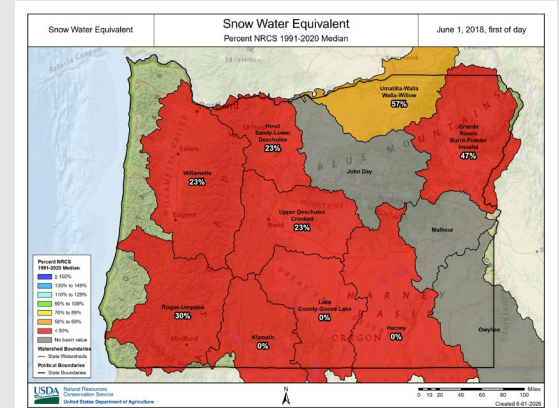 Snow Water Equivalent
Snow Water Equivalent
Percent NRCS 1991-2020 Median
June 1, 2018, first of day
Astoria Canyon
Umatilla-Walla
Walla-Willow
57%
Hood
Sandy-Lower
Deschutes
23%
Grande
Ronde
Burnt-Powder
Imnaha
47%
BLUE MOUNTAINS
Salem
John Day
Willamette
23%
Upper Deschutes
Crooked
23%
Bend
Eugene
Malheur
Percent NRCS
1991-2020 Median
≥ 150%
130% to 149%
110% to 129%
90% to 109%
70% to 89%
50% to 69%
< 50%
No basin value
Watershed Boundaries
State Watersheds
Political Boundaries
State Boundaries
Rogue-Umpqua
30%
Medford
Klamath
0%
Lake
County-Goose Lake
0%
HARNEY
BASIN
Harney
0%
OREGON
Owyhee
USDA
Natural Resources
Conservation Service
United States Department of Agriculture
N
Miles
0 10 20 40 60 80 100
Created 6-01-2026